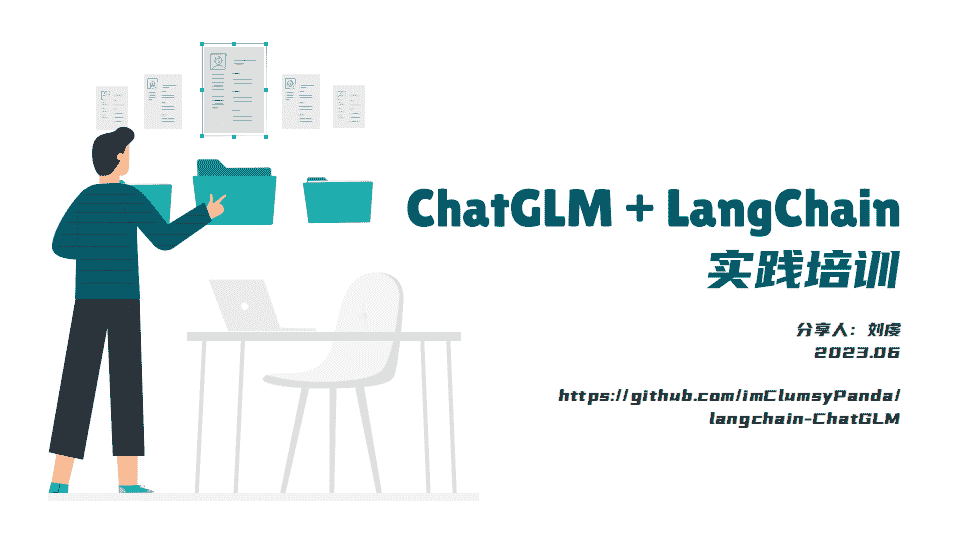 ChatGLM + LangChain
实践培训
分享人：刘虔
2023.06
https://github.com/imClumsyPanda/
langchain-ChatGLM